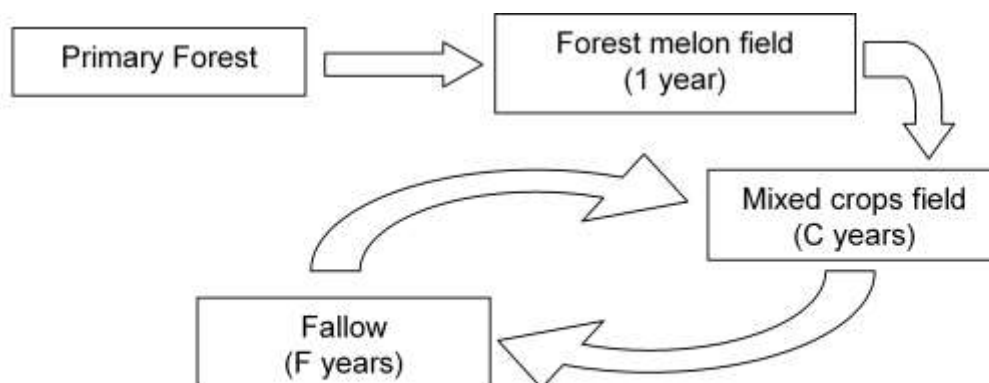 Primary Forest
Forest melon field
(1 year)
Mixed crops field
(C years)
Fallow
(F years)